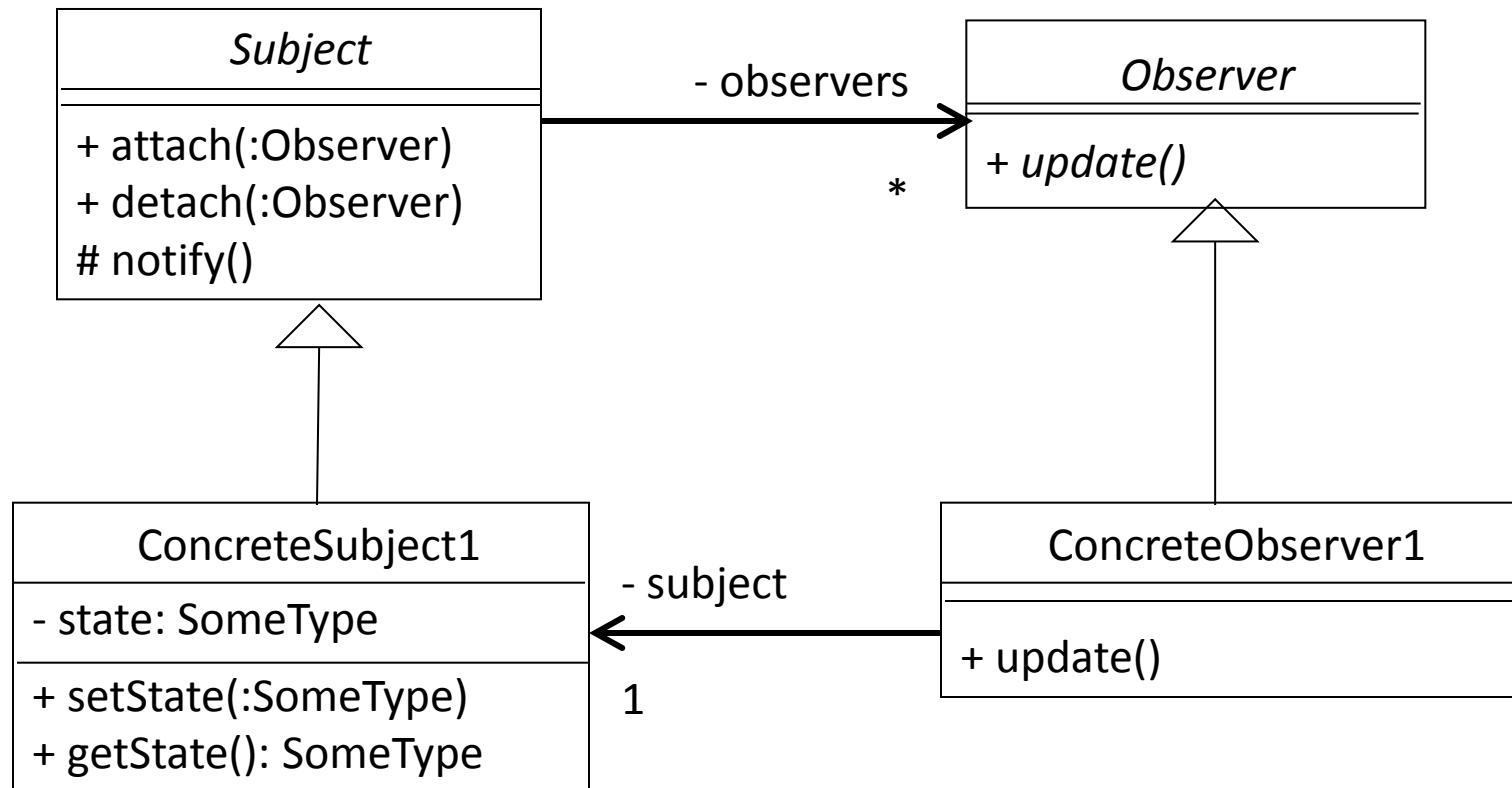 Subject
+ attach(:Observer)
+ detach(:Observer)
# notify()
- observers
*
Observer
+ update()
ConcreteSubject1
- state: SomeType
+ setState(:SomeType)
+ getState(): SomeType
- subject
1
ConcreteObserver1
+ update()